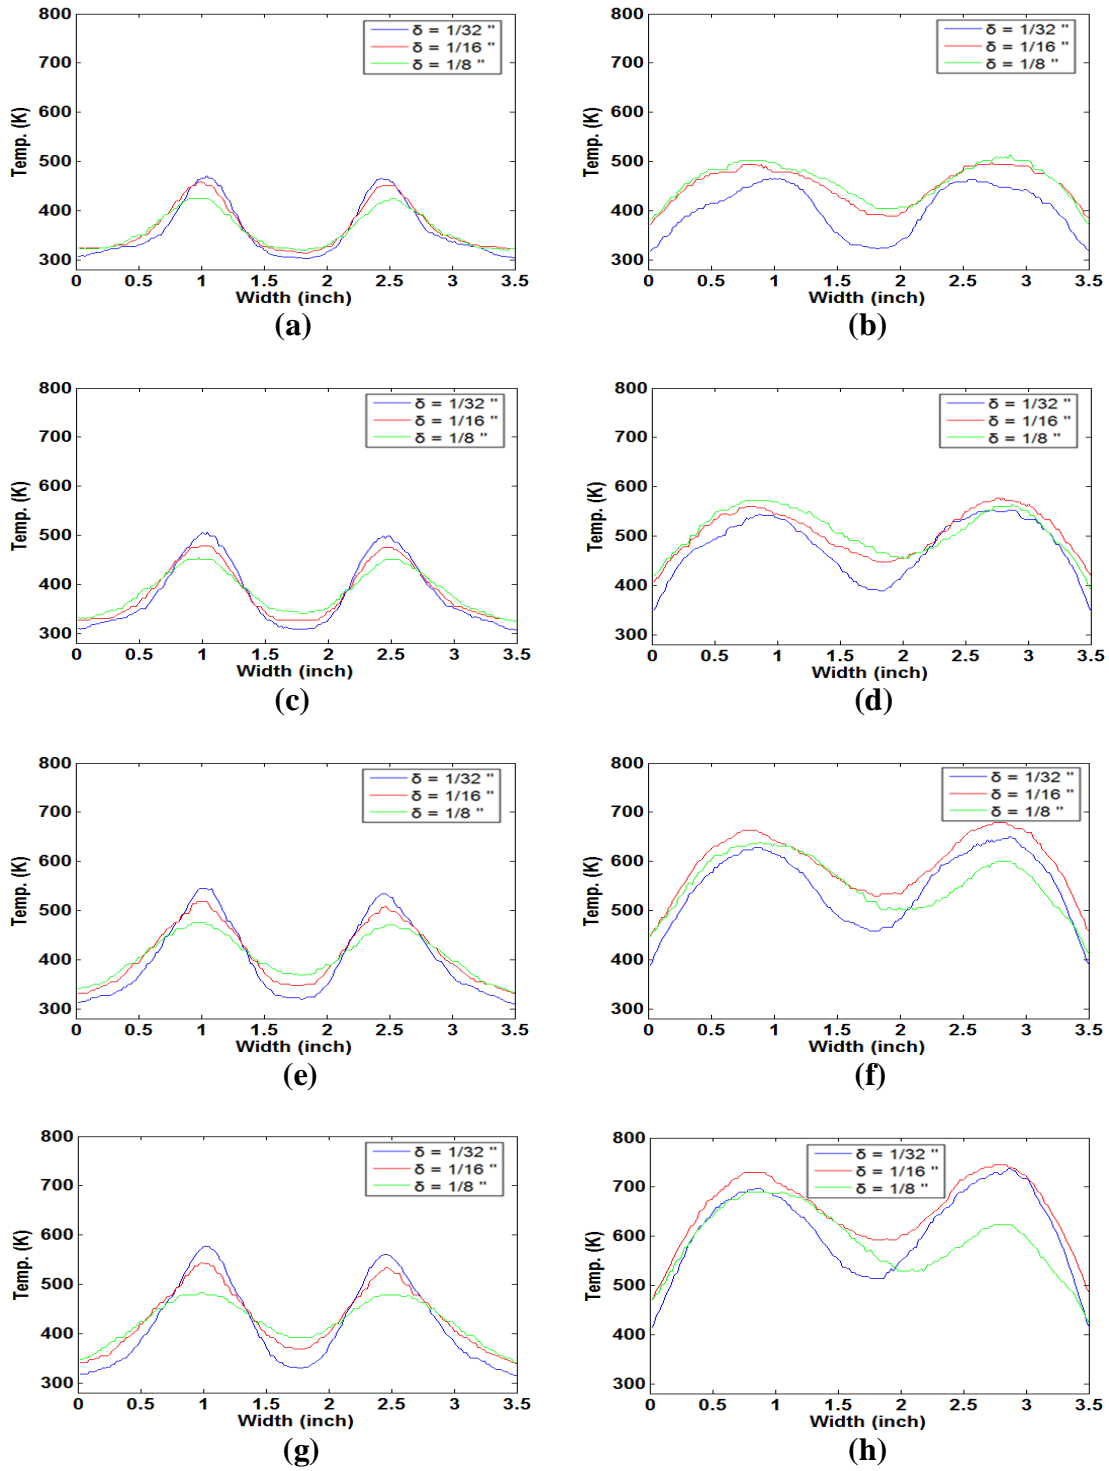 800
700
600
500
400
300
Temp. (K)
δ = 1/32 "
δ = 1/16 "
δ = 1/8 "
0 0.5 1 1.5 2 2.5 3 3.5
Width (inch)
(a)
800
700
600
500
400
300
Temp. (K)
δ = 1/32 "
δ = 1/16 "
δ = 1/8 "
0 0.5 1 1.5 2 2.5 3 3.5
Width (inch)
(b)
800
700
600
500
400
300
Temp. (K)
δ = 1/32 "
δ = 1/16 "
δ = 1/8 "
0 0.5 1 1.5 2 2.5 3 3.5
Width (inch)
(c)
800
700
600
500
400
300
Temp. (K)
δ = 1/32 "
δ = 1/16 "
δ = 1/8 "
0 0.5 1 1.5 2 2.5 3 3.5
Width (inch)
(d)
800
700
600
500
400
300
Temp. (K)
δ = 1/32 "
δ = 1/16 "
δ = 1/8 "
0 0.5 1 1.5 2 2.5 3 3.5
Width (inch)
(e)
800
700
600
500
400
300
Temp. (K)
δ = 1/32 "
δ = 1/16 "
δ = 1/8 "
0 0.5 1 1.5 2 2.5 3 3.5
Width (inch)
(f)
800
700
600
500
400
300
Temp. (K)
δ = 1/32 "
δ = 1/16 "
δ = 1/8 "
0 0.5 1 1.5 2 2.5 3 3.5
Width (inch)
(g)
800
700
600
500
400
300
Temp. (K)
δ = 1/32 "
δ = 1/16 "
δ = 1/8 "
0 0.5 1 1.5 2 2.5 3 3.5
Width (inch)
(h)